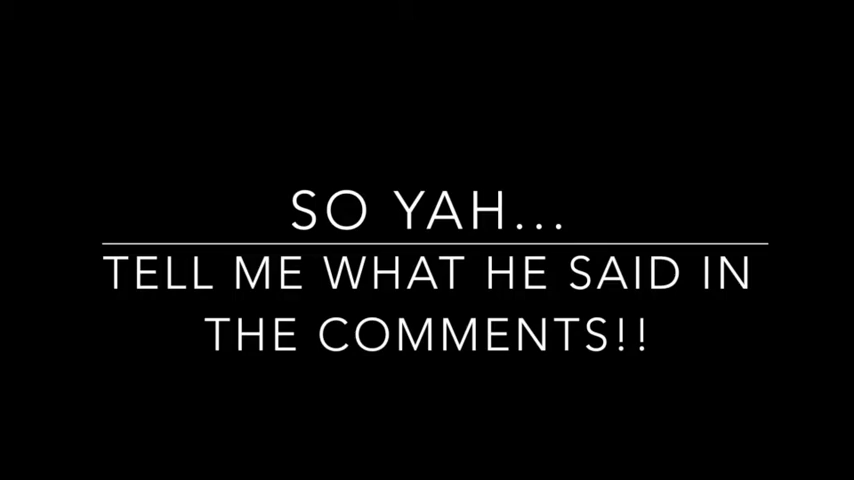 SO YAH...
TELL ME WHAT HE SAID IN
THE COMMENTS!!